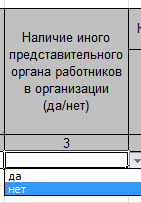 Наличие иного
представительного
органа работников
в организации
(да/нет)
3
да
нет